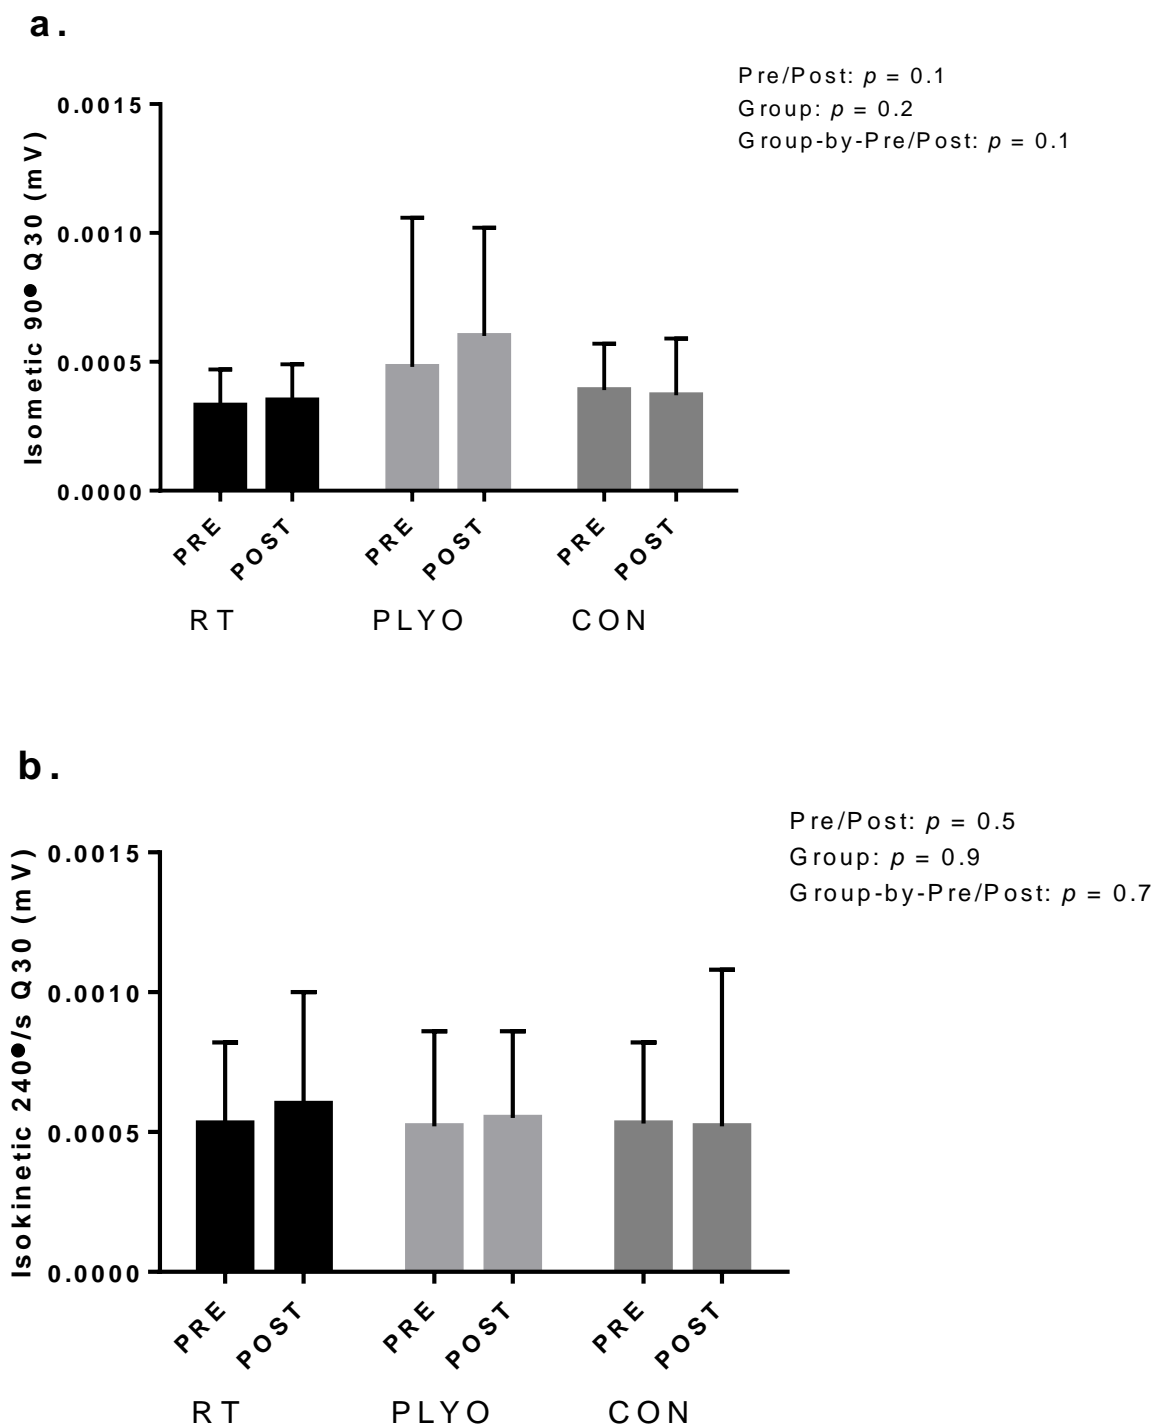 a.
Pre/Post: p = 0.1
Group: p = 0.2
Group-by-Pre/Post: p = 0.1
Isometic 90● Q30 (mV)
0.0015
0.0010
0.0005
0.0000
PRE POST PRE POST PRE POST
RT PLYO CON
b.
Pre/Post: p = 0.5
Group: p = 0.9
Group-by-Pre/Post: p = 0.7
Isokinetic 240●/s Q30 (mV)
0.0015
0.0010
0.0005
0.0000
PRE POST PRE POST PRE POST
RT PLYO CON